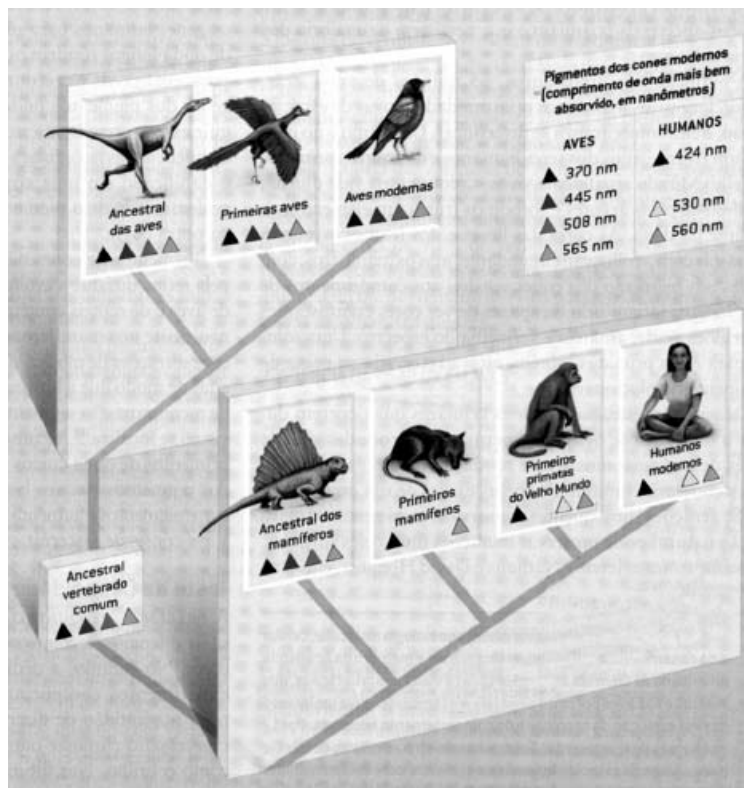 Pigmentos dos cones modernos
(comprimento de onda mais bem
absorvido, em nanômetros)
AVES
370 nm
445 nm
508 nm
565 nm
HUMANOS
424 nm
530 nm
560 nm
Ancestral
das aves
Primeiras aves
Aves modernas
Ancestral dos
mamíferos
Primeiros
mamíferos
Primeiros
primatas
do Velho Mundo
Humanos
modernos
Ancestral
vertebrado
comum